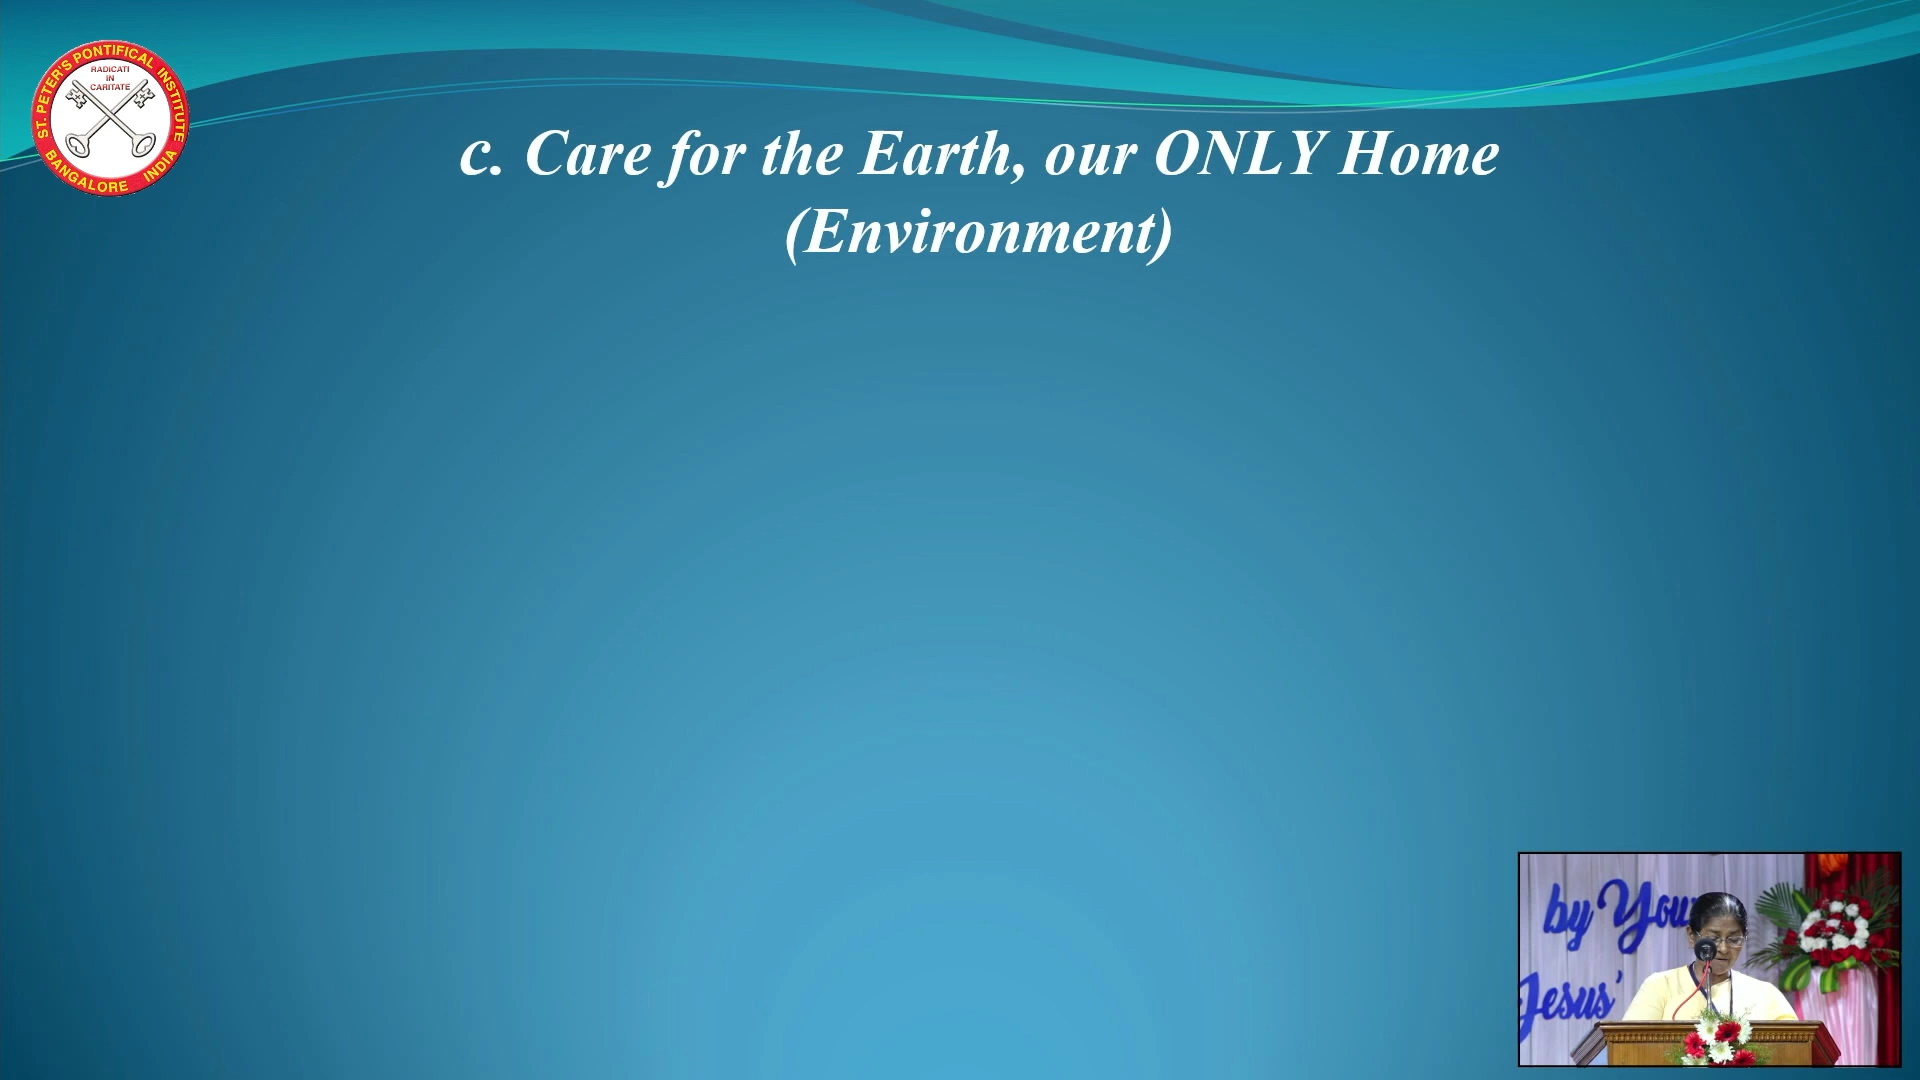 ST. PETER'S PONTIFICAL INSTITUTE
RADICATI
IN
CARITATE
BANGALORE INDIA
c. Care for the Earth, our ONLY Home
(Environment)
by You
Jesus'